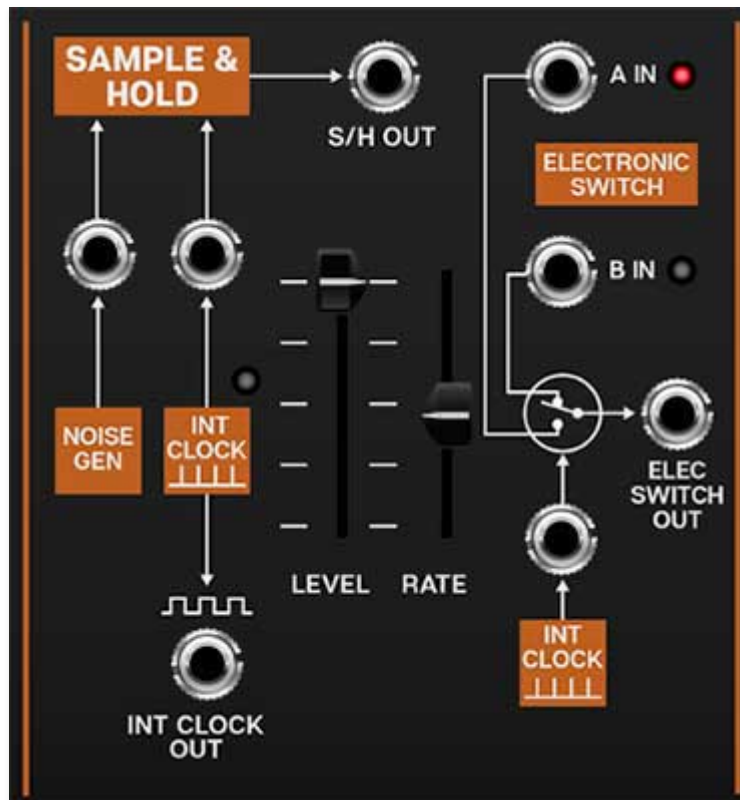 SAMPLE &
HOLD
S/H OUT
A IN
ELECTRONIC
SWITCH
B IN
NOISE
GEN
INT
CLOCK
ELEC
SWITCH
OUT
LEVEL
RATE
INT
CLOCK
INT CLOCK
OUT